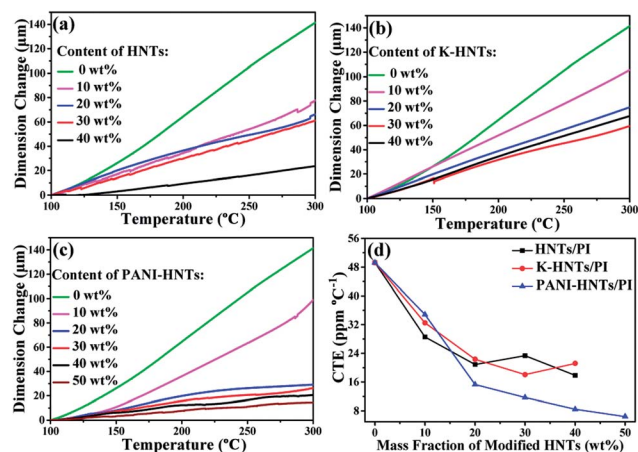 (a)
Content of HNTs:
0 wt%
10 wt%
20 wt%
30 wt%
40 wt%
Dimension Change (μm)
140
120
100
80
60
40
20
0
100 150 200 250 300
Temperature (°C)
(b)
Content of K-HNTs:
0 wt%
10 wt%
20 wt%
30 wt%
40 wt%
Dimension Change (μm)
140
120
100
80
60
40
20
0
100 150 200 250 300
Temperature (°C)
(c)
Content of PANI-HNTs:
0 wt%
10 wt%
20 wt%
30 wt%
40 wt%
50 wt%
Dimension Change (μm)
140
120
100
80
60
40
20
0
100 150 200 250 300
Temperature (°C)
(d)
HNTs/PI
K-HNTs/PI
PANI-HNTs/PI
CTE (ppm °C⁻¹)
56
48
40
32
24
16
8
0 10 20 30 40 50
Mass Fraction of Modified HNTs (wt%)